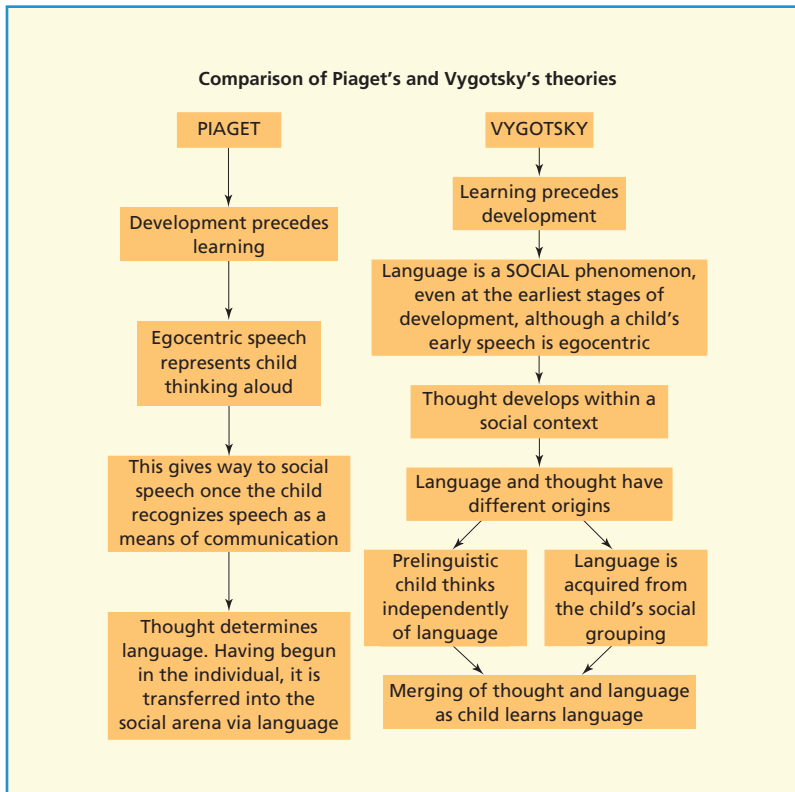 Comparison of Piaget's and Vygotsky's theories
PIAGET
Development precedes
learning
Egocentric speech
represents child
thinking aloud
This gives way to social
speech once the child
recognizes speech as a
means of communication
Thought determines
language. Having begun
in the individual, it is
transferred into the
social arena via language
VYGOTSKY
Learning precedes
development
Language is a SOCIAL phenomenon,
even at the earliest stages of
development, although a child's
early speech is egocentric
Thought develops within a
social context
Language and thought have
different origins
Prelinguistic
child thinks
independently
of language
Language is
acquired from
the child's social
grouping
Merging of thought and language
as child learns language